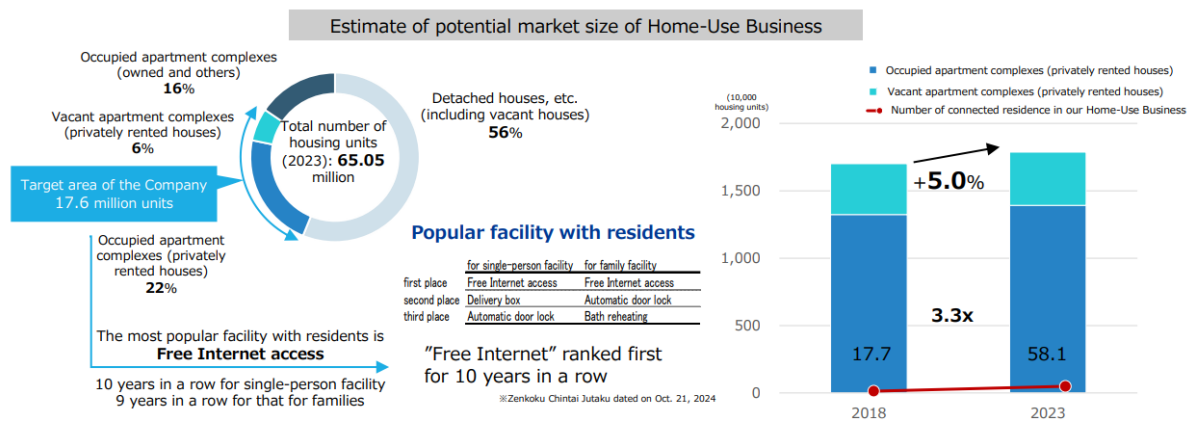 Estimate of potential market size of Home-Use Business
Occupied apartment complexes
(owned and others)
16%
Vacant apartment complexes
(privately rented houses)
6%
Target area of the Company
17.6 million units
Occupied apartment
complexes (privately
rented houses)
22%
Total number of
housing units
(2023): 65.05
million
Detached houses, etc.
(including vacant houses)
56%
The most popular facility with residents is
Free Internet access
10 years in a row for single-person facility
9 years in a row for that for families
Popular facility with residents
for single-person facility for family facility
first place Free Internet access Free Internet access
second place Delivery box Automatic door lock
third place Automatic door lock Bath reheating
”Free Internet” ranked first
for 10 years in a row
※Zenkoku Chintai Jutaku dated on Oct. 21, 2024
Occupied apartment complexes (privately rented houses)
Vacant apartment complexes (privately rented houses)
Number of connected residence in our Home-Use Business
(10,000
housing units)
2,000
1,500
1,000
500
0
+5.0%
3.3x
17.7
58.1
2018
2023